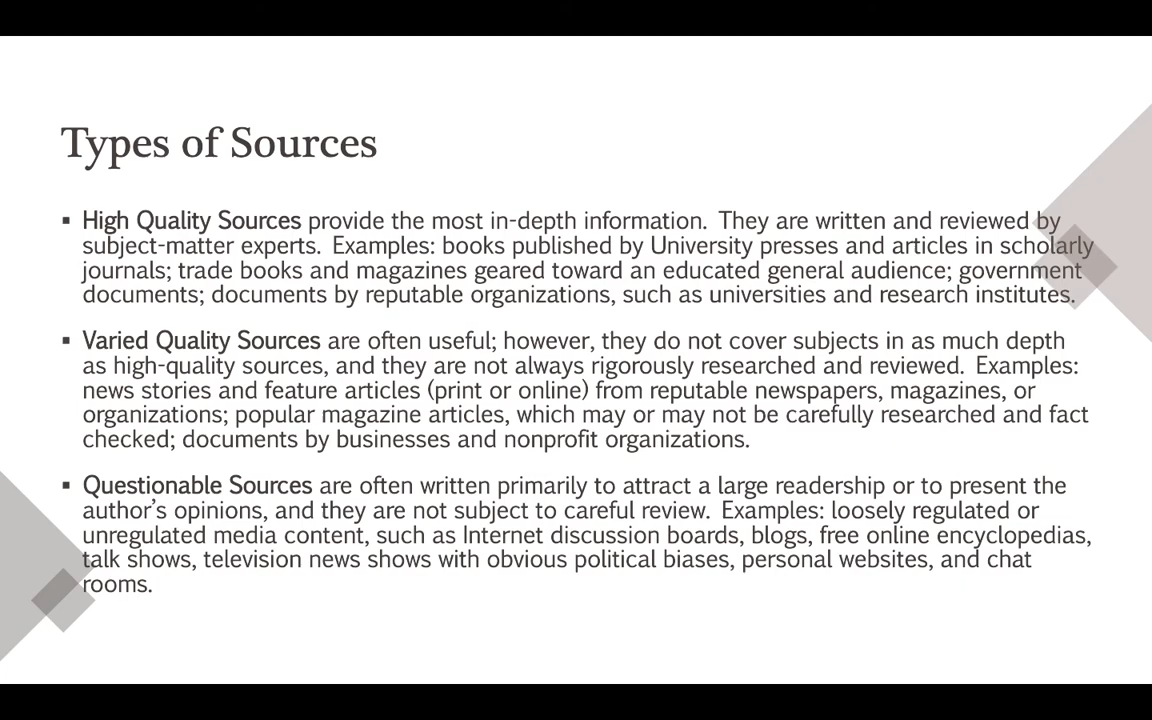 Types of Sources
▪ High Quality Sources provide the most in-depth information. They are written and reviewed by
subject-matter experts. Examples: books published by University presses and articles in scholarly
journals; trade books and magazines geared toward an educated general audience; government
documents; documents by reputable organizations, such as universities and research institutes.
▪ Varied Quality Sources are often useful; however, they do not cover subjects in as much depth
as high-quality sources, and they are not always rigorously researched and reviewed. Examples:
news stories and feature articles (print or online) from reputable newspapers, magazines, or
organizations; popular magazine articles, which may or may not be carefully researched and fact
checked; documents by businesses and nonprofit organizations.
▪ Questionable Sources are often written primarily to attract a large readership or to present the
author’s opinions, and they are not subject to careful review. Examples: loosely regulated or
unregulated media content, such as Internet discussion boards, blogs, free online encyclopedias,
talk shows, television news shows with obvious political biases, personal websites, and chat
rooms.